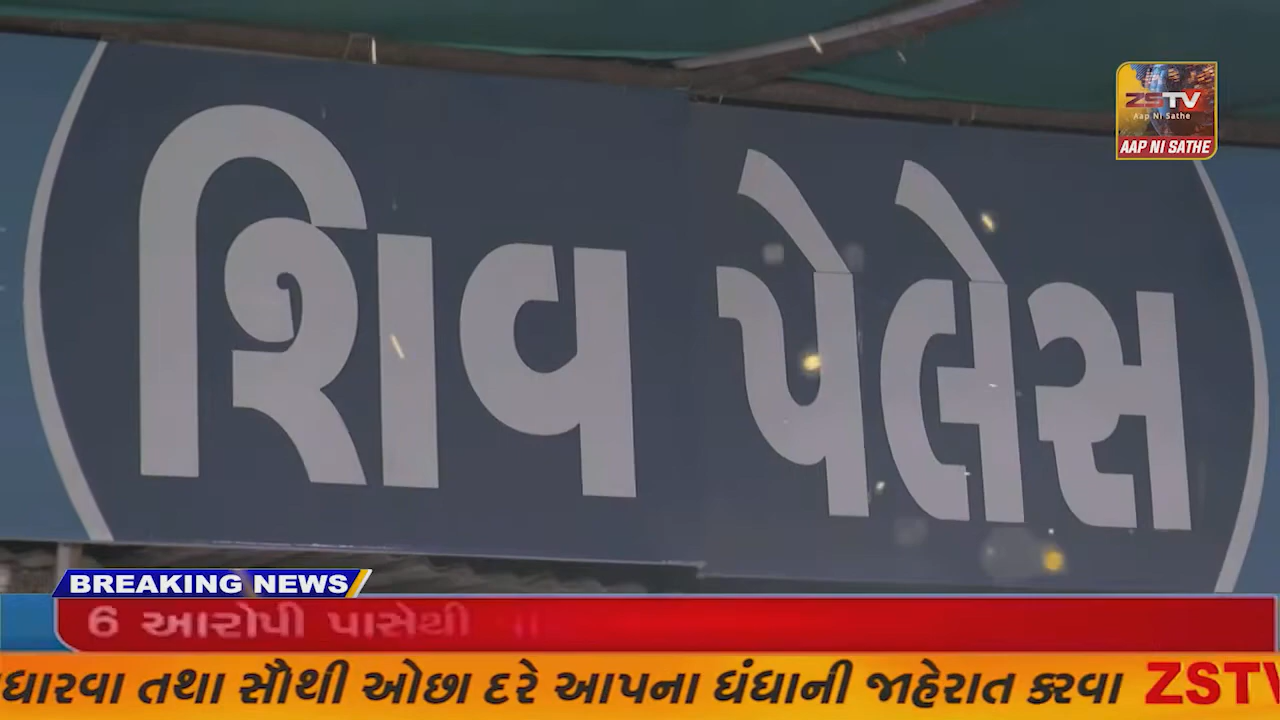 શિવ પેલેસ
ZSTV
Aap Ni Sathe
AAP NI SATHE
BREAKING NEWS
6 આરોપી પાસેથી
ધારવા તથા સૌથી ઓછા દરે આપના ધંધાની જાહેરાત કરવા ZSTV